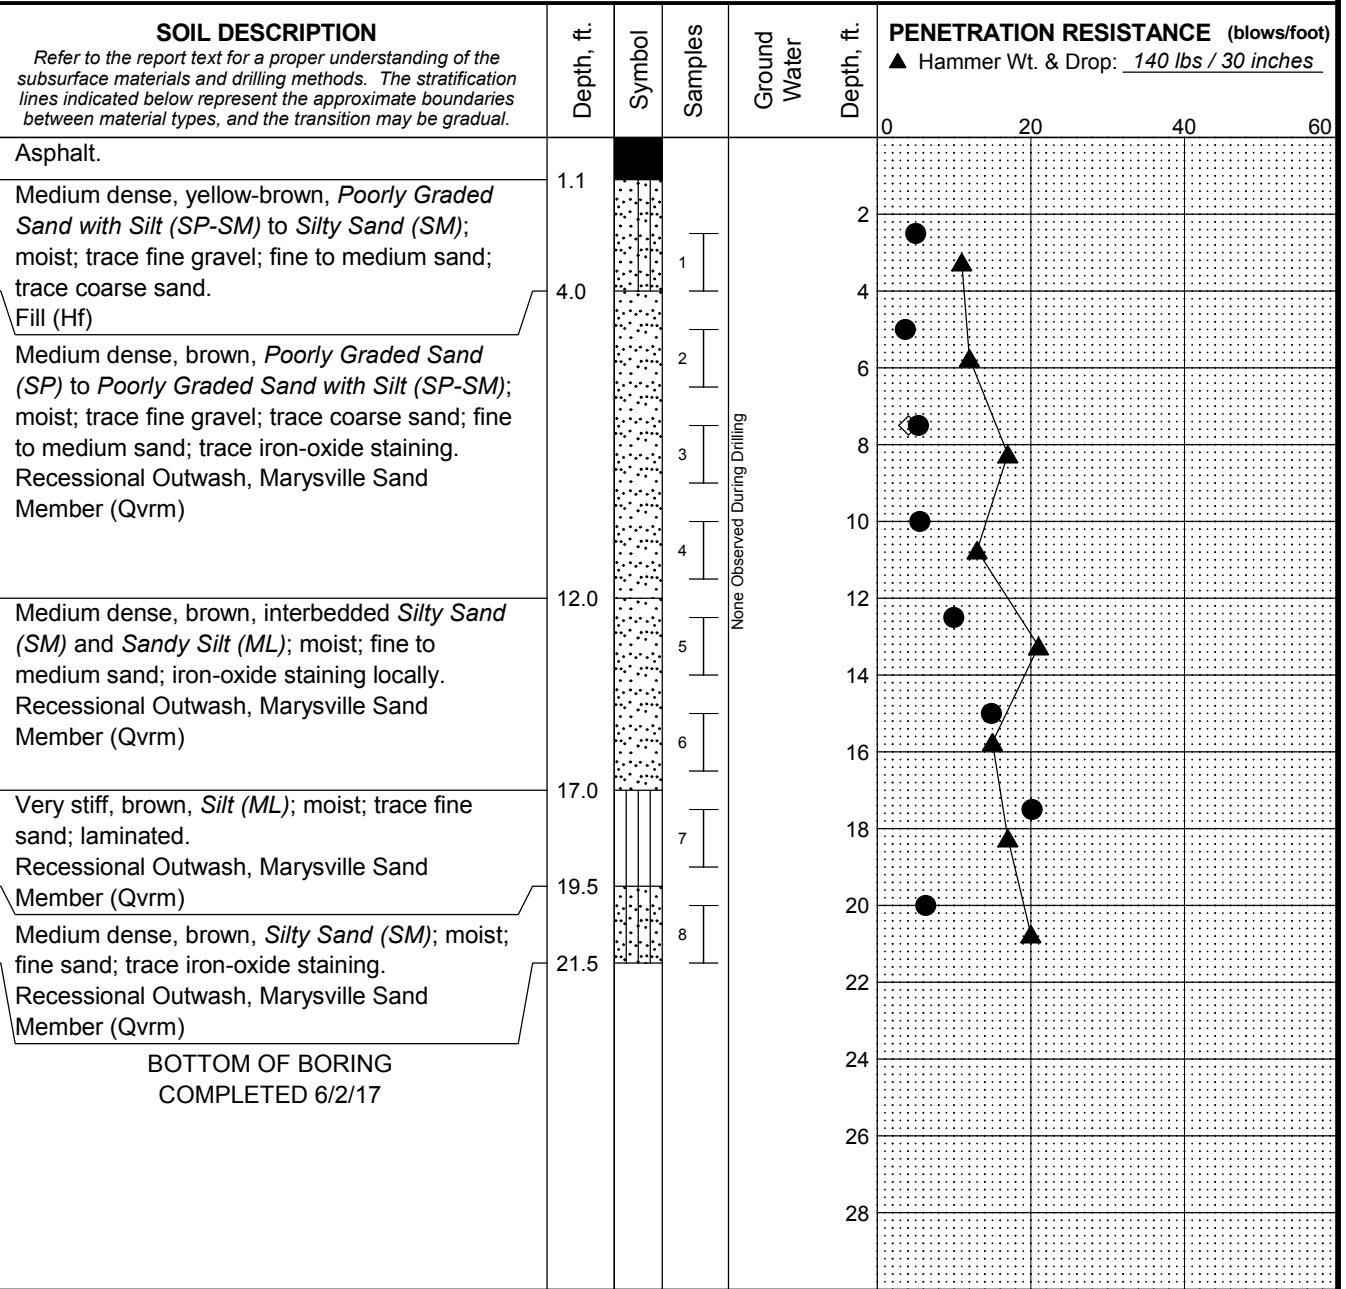 SOIL DESCRIPTION
Refer to the report text for a proper understanding of the
subsurface materials and drilling methods. The stratification
lines indicated below represent the approximate boundaries
between material types, and the transition may be gradual.
Depth, ft.
Symbol
Samples
Ground
Water
Depth, ft.
PENETRATION RESISTANCE (blows/foot)
▲ Hammer Wt. & Drop: 140 lbs / 30 inches
0 20 40 60
Asphalt.
1.1
Medium dense, yellow-brown, Poorly Graded
Sand with Silt (SP-SM) to Silty Sand (SM);
moist; trace fine gravel; fine to medium sand;
trace coarse sand.
Fill (Hf)
4.0
Medium dense, brown, Poorly Graded Sand
(SP) to Poorly Graded Sand with Silt (SP-SM);
moist; trace fine gravel; trace coarse sand; fine
to medium sand; trace iron-oxide staining.
Recessional Outwash, Marysville Sand
Member (Qvrm)
12.0
Medium dense, brown, interbedded Silty Sand
(SM) and Sandy Silt (ML); moist; fine to
medium sand; iron-oxide staining locally.
Recessional Outwash, Marysville Sand
Member (Qvrm)
17.0
Very stiff, brown, Silt (ML); moist; trace fine
sand; laminated.
Recessional Outwash, Marysville Sand
Member (Qvrm)
19.5
Medium dense, brown, Silty Sand (SM); moist;
fine sand; trace iron-oxide staining.
Recessional Outwash, Marysville Sand
Member (Qvrm)
21.5
BOTTOM OF BORING
COMPLETED 6/2/17
1
2
3
4
5
6
7
8
None Observed During Drilling
2
4
6
8
10
12
14
16
18
20
22
24
26
28